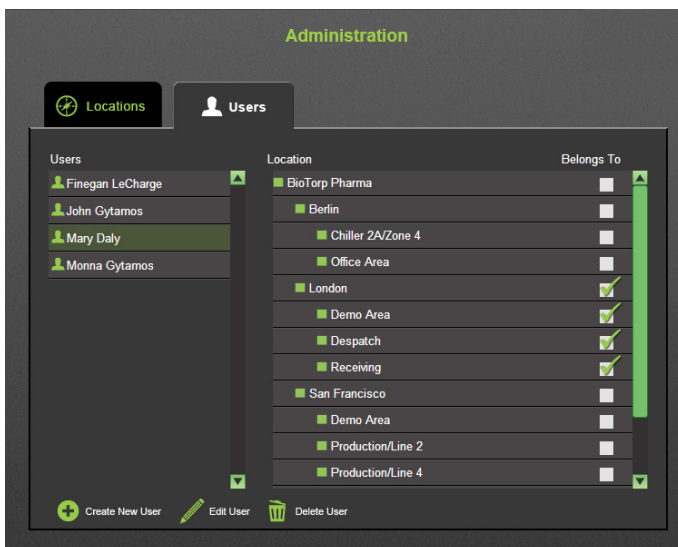 Administration
Locations
Users
Users
Finegan LeCharge
John Gytamos
Mary Daly
Monna Gytamos
Location Belongs To
BioTorp Pharma
Berlin
Chiller 2A/Zone 4
Office Area
London
Demo Area
Despatch
Receiving
San Francisco
Demo Area
Production/Line 2
Production/Line 4
Create New User Edit User Delete User